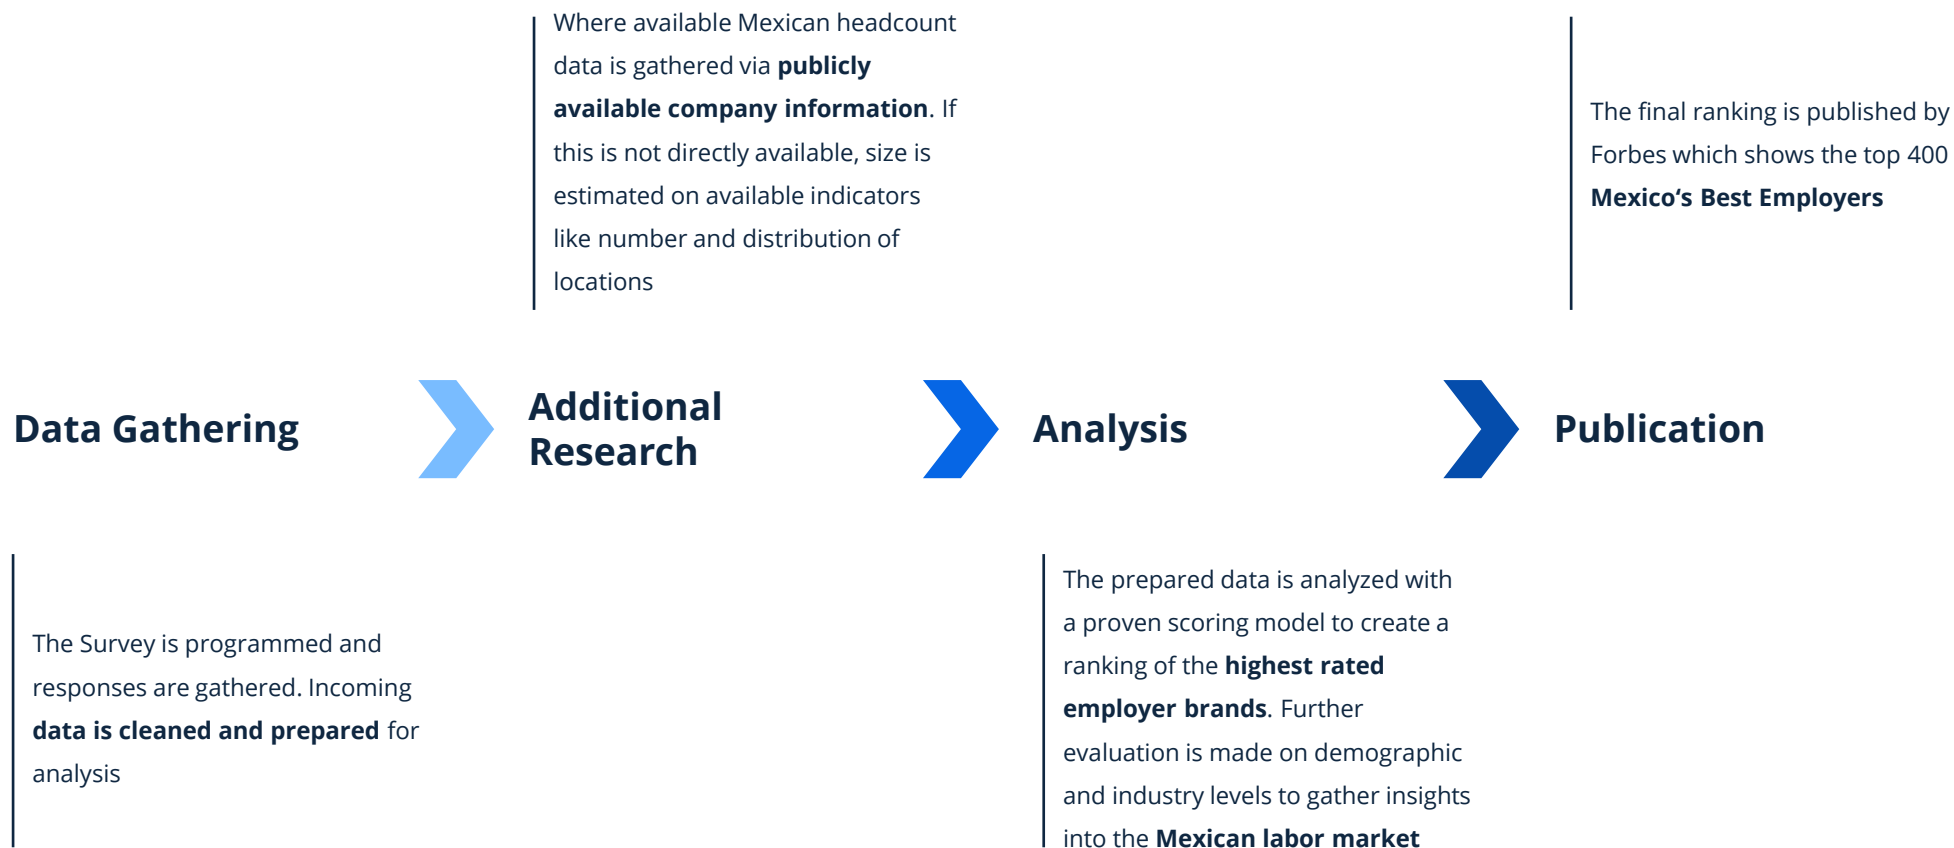 Where available Mexican headcount
data is gathered via publicly
available company information. If
this is not directly available, size is
estimated on available indicators
like number and distribution of
locations
The final ranking is published by
Forbes which shows the top 400
Mexico‘s Best Employers
Data Gathering
Additional
Research
Analysis
Publication
The Survey is programmed and
responses are gathered. Incoming
data is cleaned and prepared for
analysis
The prepared data is analyzed with
a proven scoring model to create a
ranking of the highest rated
employer brands. Further
evaluation is made on demographic
and industry levels to gather insights
into the Mexican labor market